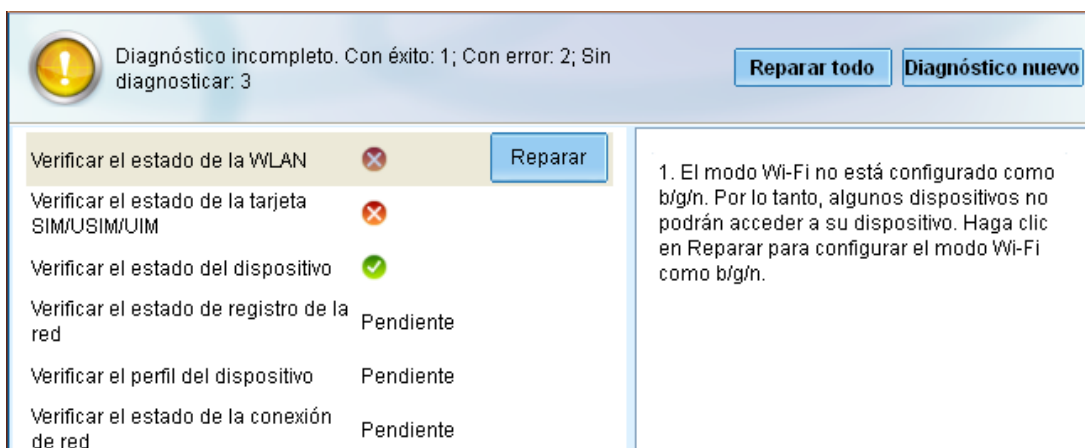 Diagnóstico incompleto. Con éxito: 1; Con error: 2; Sin
diagnosticar: 3
Reparar todo
Diagnóstico nuevo
Verificar el estado de la WLAN
Reparar
Verificar el estado de la tarjeta
SIM/USIM/UIM
Verificar el estado del dispositivo
Verificar el estado de registro de la
red
Pendiente
Verificar el perfil del dispositivo
Pendiente
Verificar el estado de la conexión
de red
Pendiente
1. El modo Wi-Fi no está configurado como
b/g/n. Por lo tanto, algunos dispositivos no
podrán acceder a su dispositivo. Haga clic
en Reparar para configurar el modo Wi-Fi
como b/g/n.